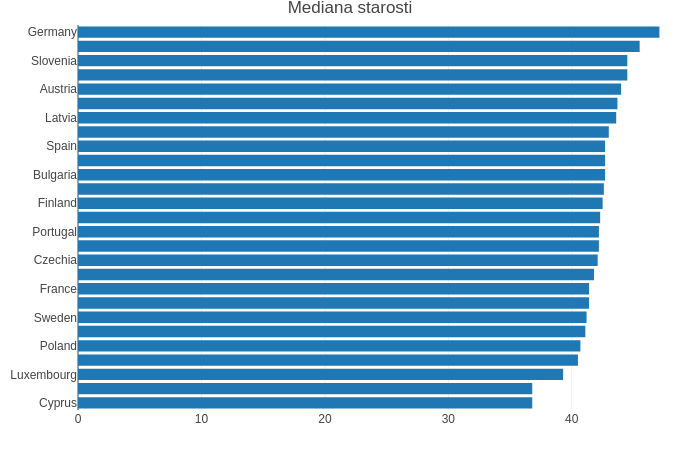 Mediana starosti
Germany
Slovenia
Austria
Latvia
Spain
Bulgaria
Finland
Portugal
Czechia
France
Sweden
Poland
Luxembourg
Cyprus
0 10 20 30 40